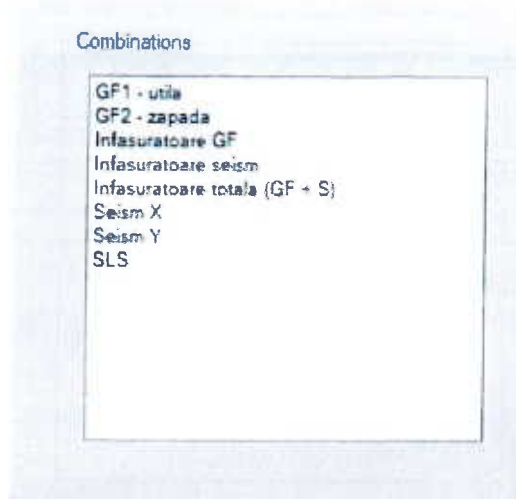 Combinations
GF1 - utila
GF2 - zapada
Infasuratoare GF
Infasuratoare seism
Infasuratoare totala (GF + S)
Seism X
Seism Y
SLS